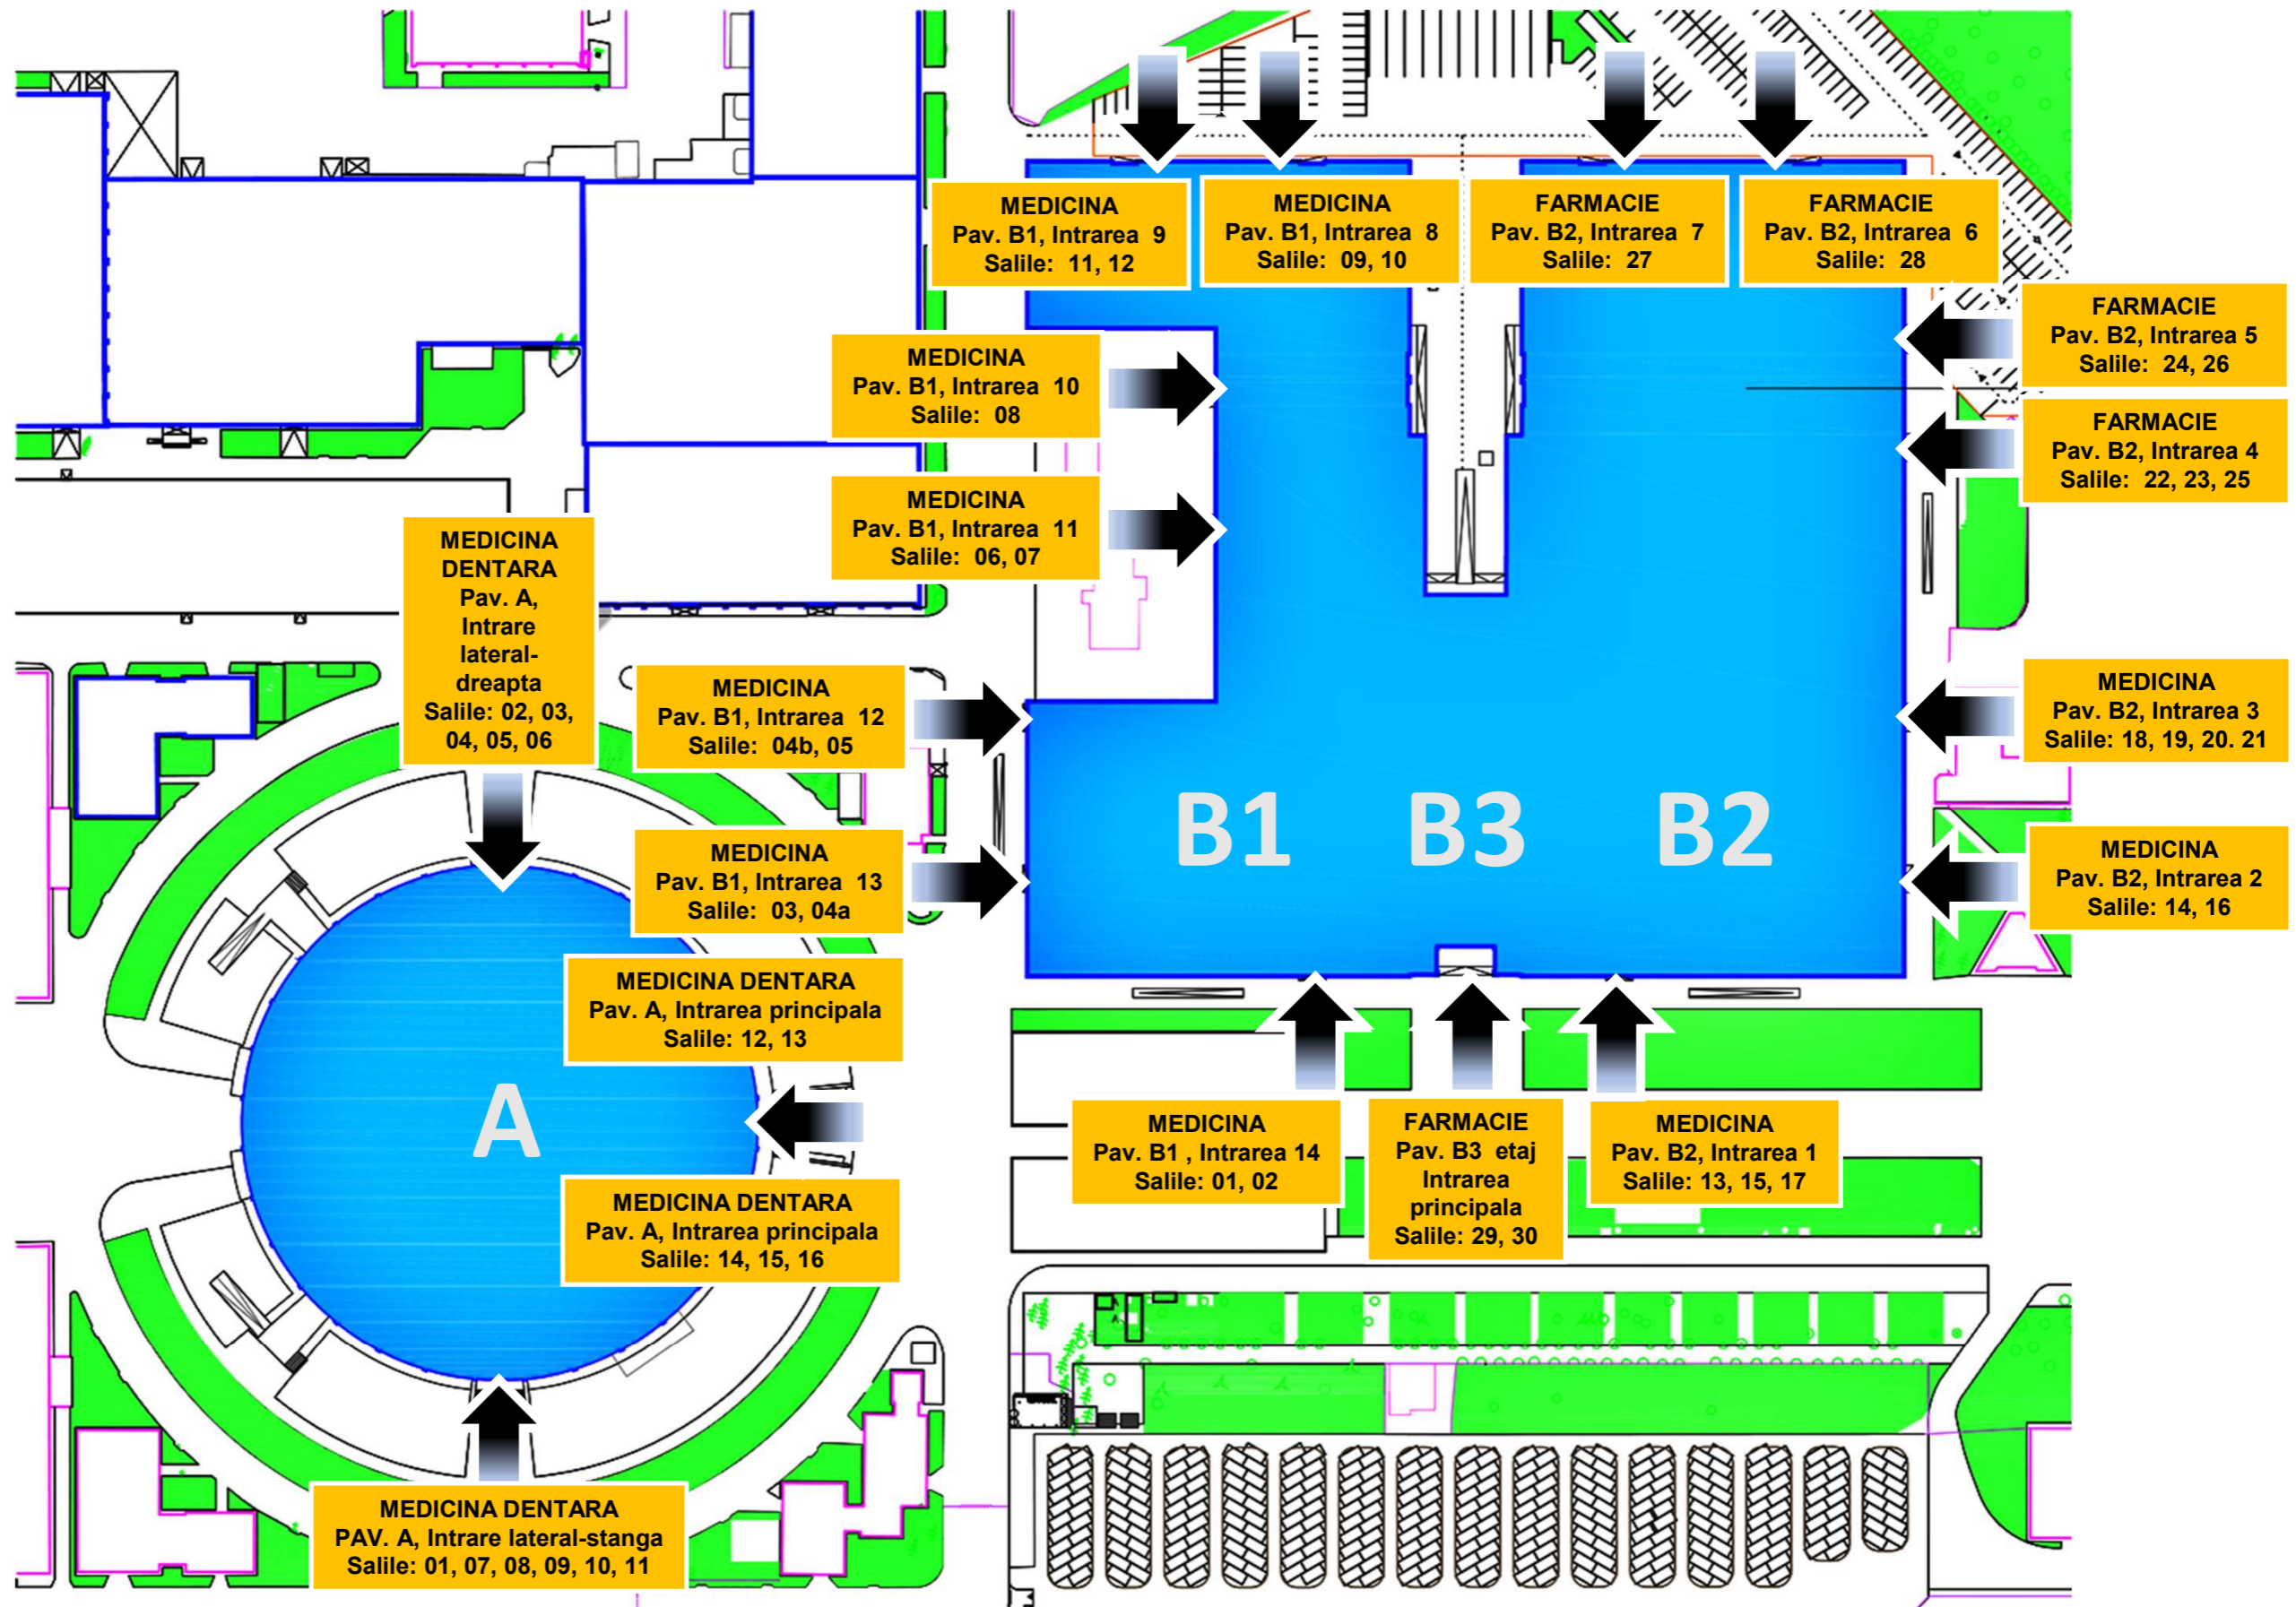 MEDICINA
Pav. B1, Intrarea 9
Salile: 11, 12
MEDICINA
Pav. B1, Intrarea 8
Salile: 09, 10
FARMACIE
Pav. B2, Intrarea 7
Salile: 27
FARMACIE
Pav. B2, Intrarea 6
Salile: 28
FARMACIE
Pav. B2, Intrarea 5
Salile: 24, 26
MEDICINA
Pav. B1, Intrarea 10
Salile: 08
FARMACIE
Pav. B2, Intrarea 4
Salile: 22, 23, 25
MEDICINA
Pav. B1, Intrarea 11
Salile: 06, 07
MEDICINA
DENTARA
Pav. A,
Intrare
lateral-
dreapta
Salile: 02, 03,
04, 05, 06
MEDICINA
Pav. B1, Intrarea 12
Salile: 04b, 05
MEDICINA
Pav. B2, Intrarea 3
Salile: 18, 19, 20. 21
B1 B3 B2
MEDICINA
Pav. B1, Intrarea 13
Salile: 03, 04a
MEDICINA
Pav. B2, Intrarea 2
Salile: 14, 16
MEDICINA DENTARA
Pav. A, Intrarea principala
Salile: 12, 13
A
MEDICINA
Pav. B1 , Intrarea 14
Salile: 01, 02
FARMACIE
Pav. B3 etaj
Intrarea
principala
Salile: 29, 30
MEDICINA
Pav. B2, Intrarea 1
Salile: 13, 15, 17
MEDICINA DENTARA
Pav. A, Intrarea principala
Salile: 14, 15, 16
MEDICINA DENTARA
PAV. A, Intrare lateral-stanga
Salile: 01, 07, 08, 09, 10, 11